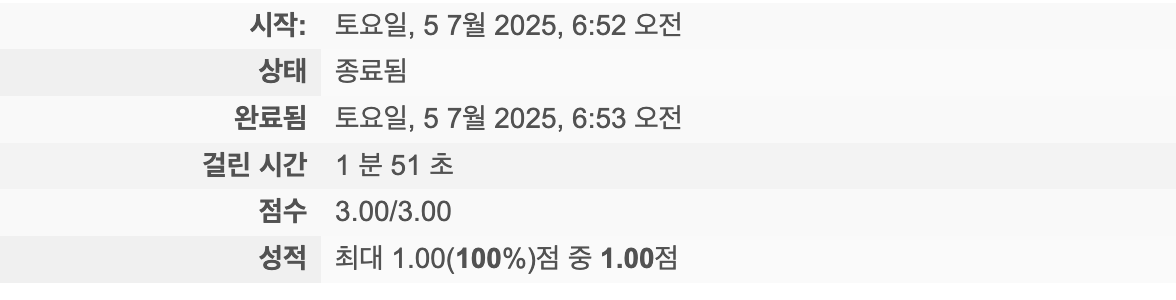 시작: 토요일, 5 7월 2025, 6:52 오전
상태 종료됨
완료됨 토요일, 5 7월 2025, 6:53 오전
걸린 시간 1 분 51 초
점수 3.00/3.00
성적 최대 1.00(100%)점 중 1.00점